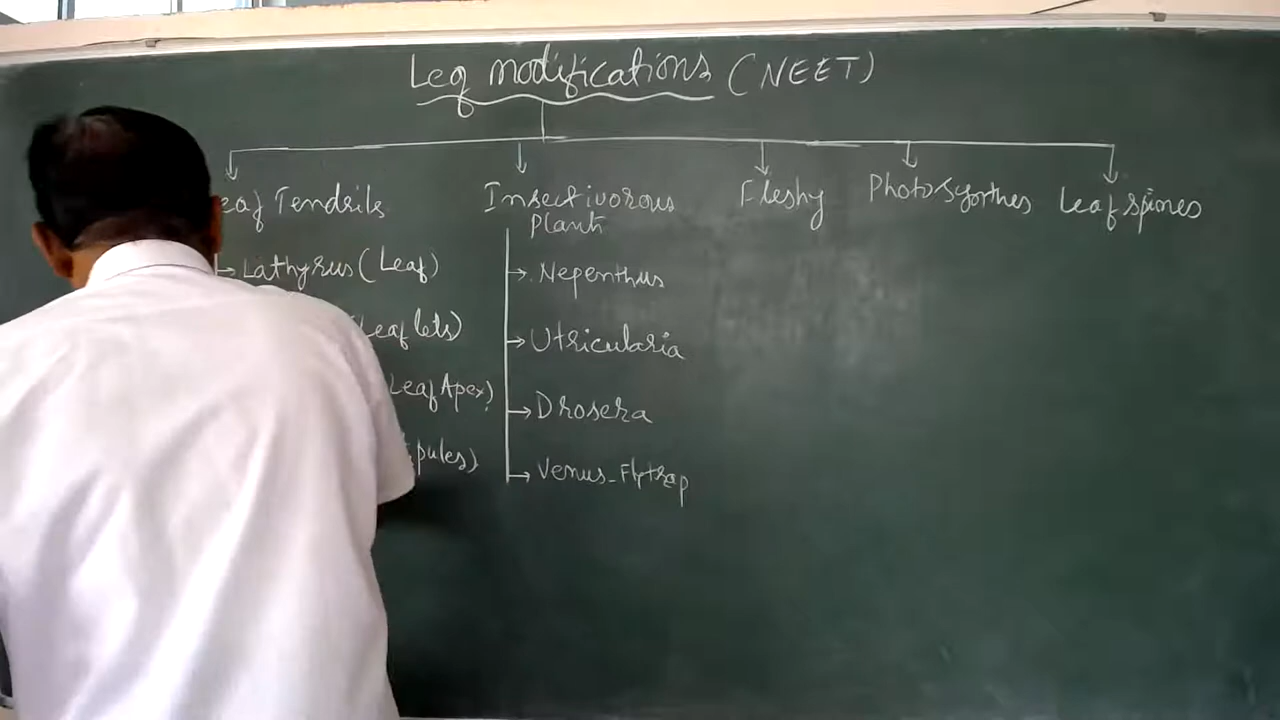 Leaf modifications (NEET)
eaf Tendrils
Insectivorous
Plants
Fleshy
Photosynthes
Leaf spines
Lathyrus (Leaf)
Leaflets)
Leaf Apex)
pules)
Nepenthus
Utricularia
Drosera
Venus-Flytrap